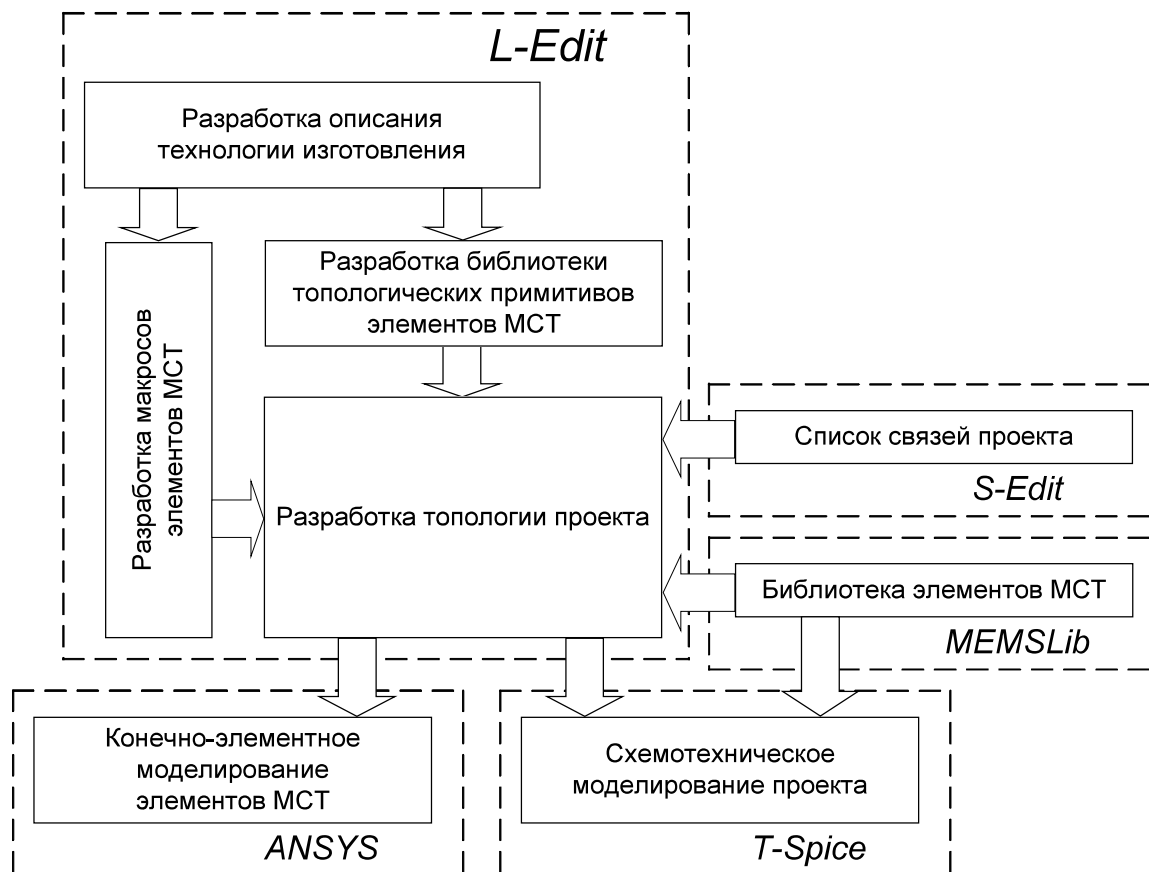 L-Edit
Разработка описания
технологии изготовления
Разработка макросов
элементов МСТ
Разработка библиотеки
топологических примитивов
элементов МСТ
Разработка топологии проекта
Список связей проекта
S-Edit
Библиотека элементов МСТ
MEMSLib
Конечно-элементное
моделирование
элементов МСТ
ANSYS
Схемотехническое
моделирование проекта
T-Spice